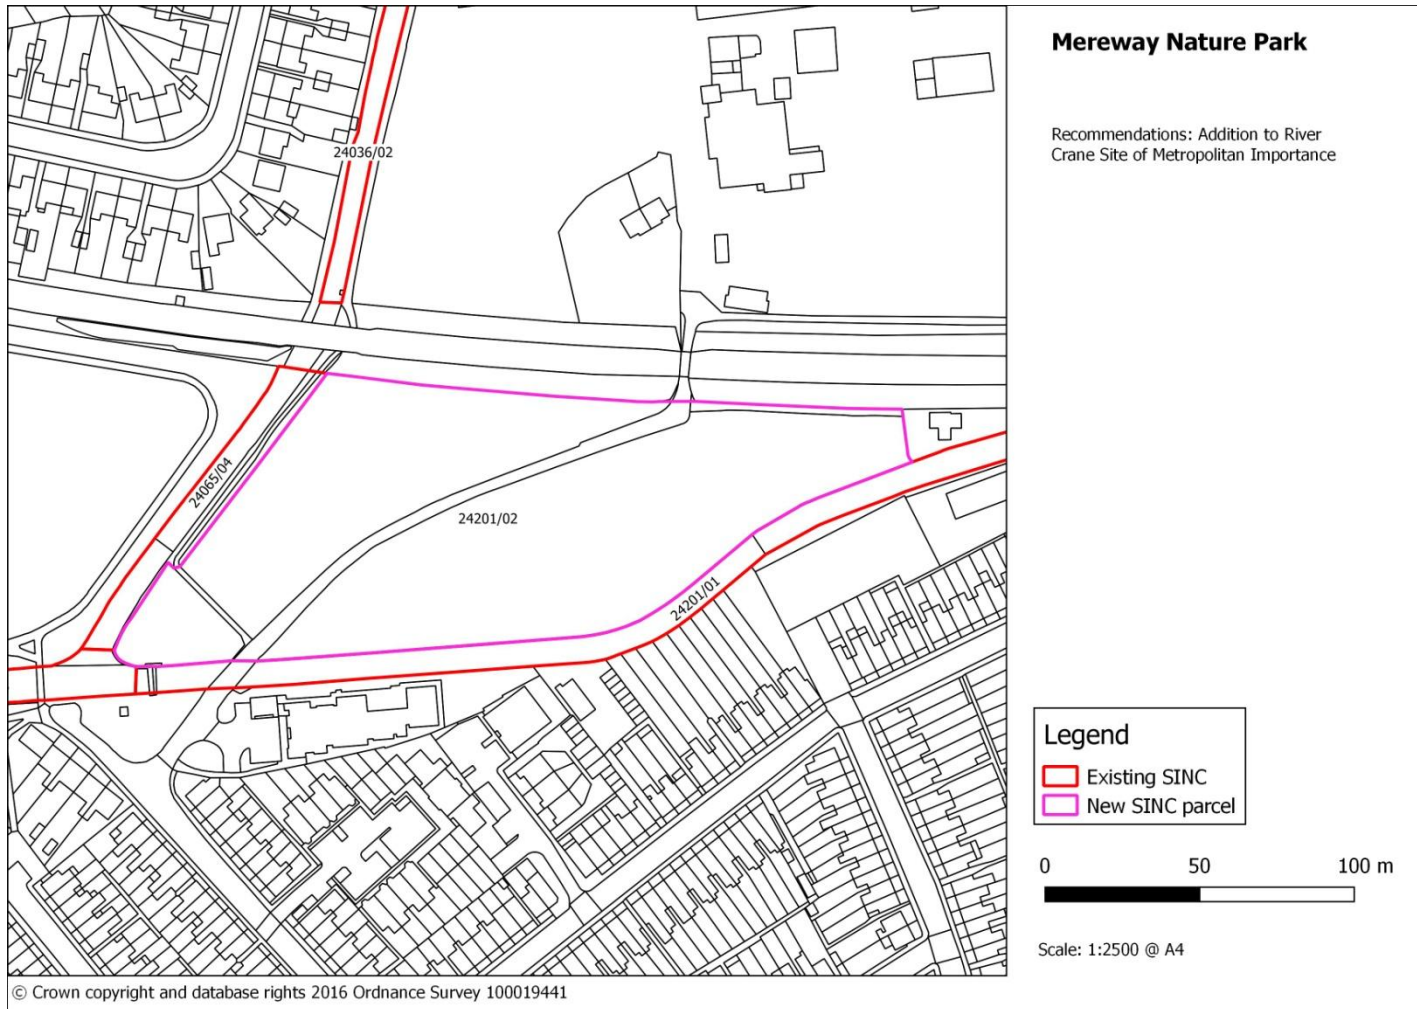 Mereway Nature Park
Recommendations: Addition to River
Crane Site of Metropolitan Importance
24036/02
24065/04
24201/02
24201/01
Legend
Existing SINC
New SINC parcel
0 50 100 m
Scale: 1:2500 @ A4
© Crown copyright and database rights 2016 Ordnance Survey 100019441